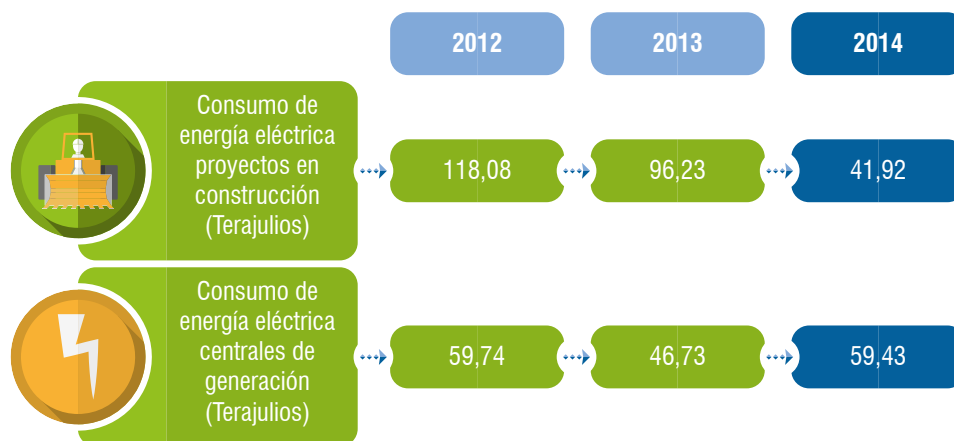 2012
2013
2014
Consumo de
energía eléctrica
proyectos en
construcción
(Terajulios)
118,08
96,23
41,92
Consumo de
energía eléctrica
centrales de
generación
(Terajulios)
59,74
46,73
59,43